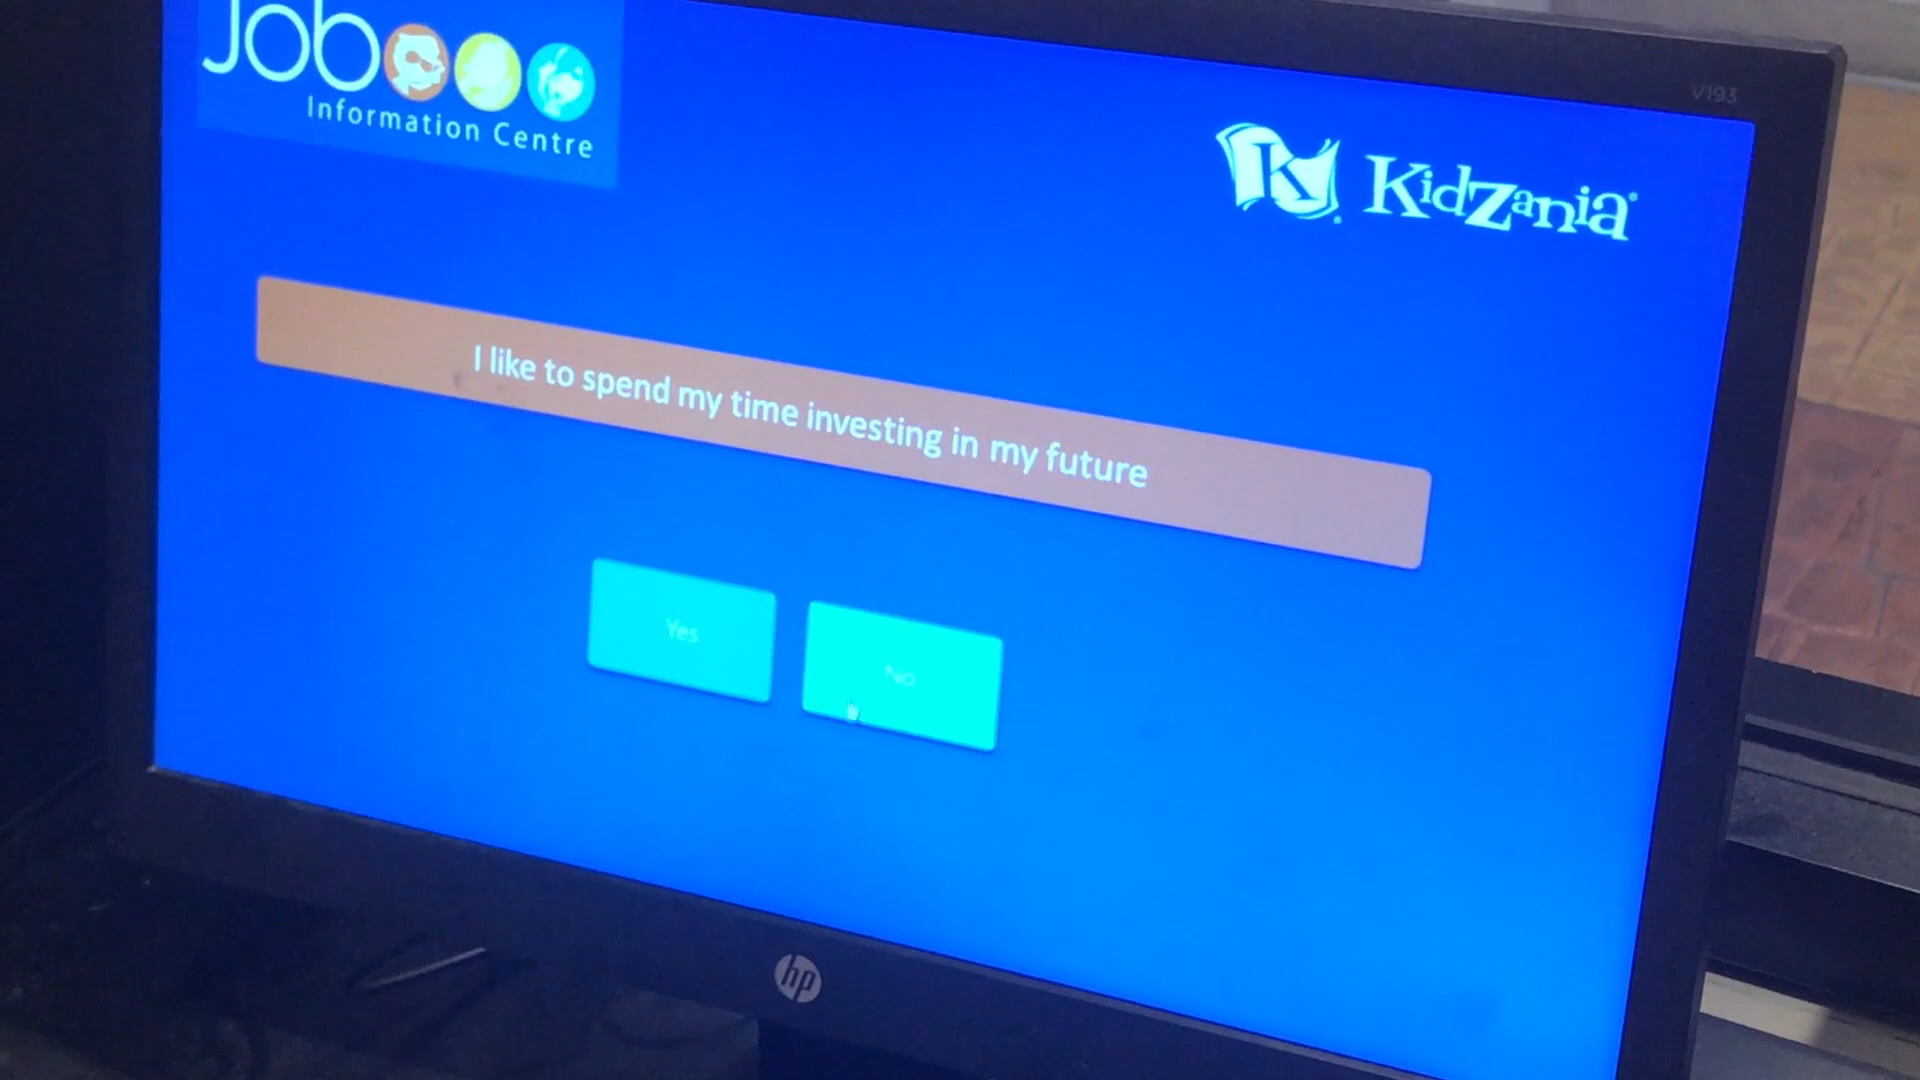 Job
Information Centre
V193
KidZania
I like to spend my time investing in my future
Yes
No
hp